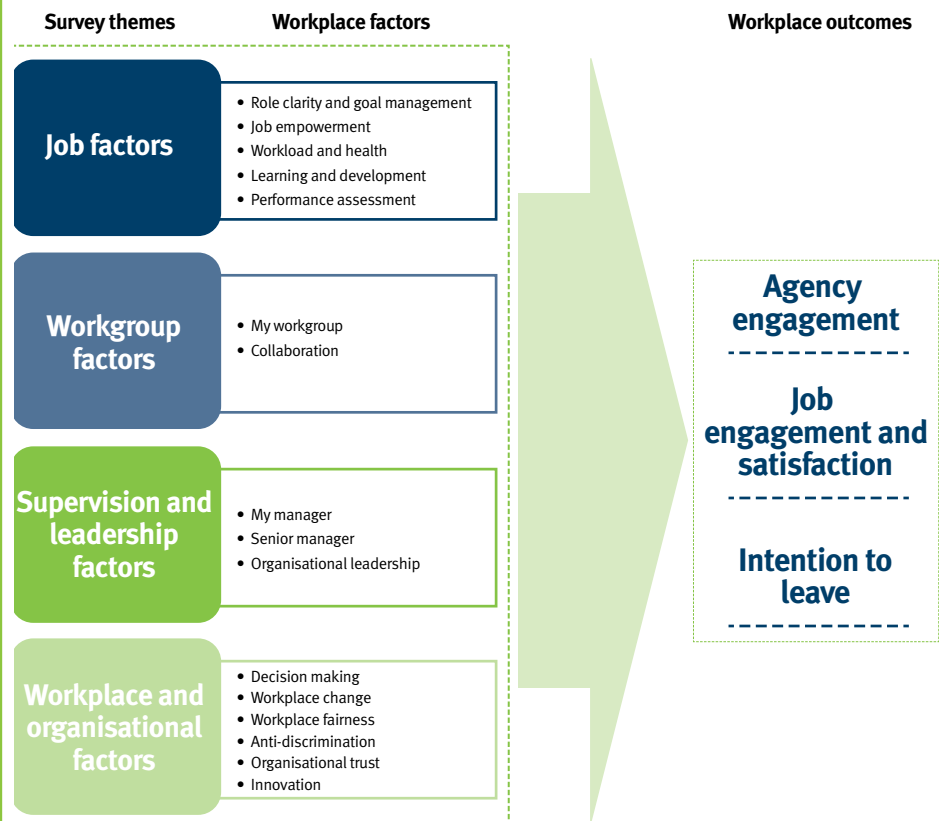 Survey themes
Workplace factors
Workplace outcomes
Job factors
• Role clarity and goal management
• Job empowerment
• Workload and health
• Learning and development
• Performance assessment
Workgroup
factors
• My workgroup
• Collaboration
Supervision and
leadership
factors
• My manager
• Senior manager
• Organisational leadership
Workplace and
organisational
factors
• Decision making
• Workplace change
• Workplace fairness
• Anti-discrimination
• Organisational trust
• Innovation
Agency
engagement
Job
engagement and
satisfaction
Intention to
leave